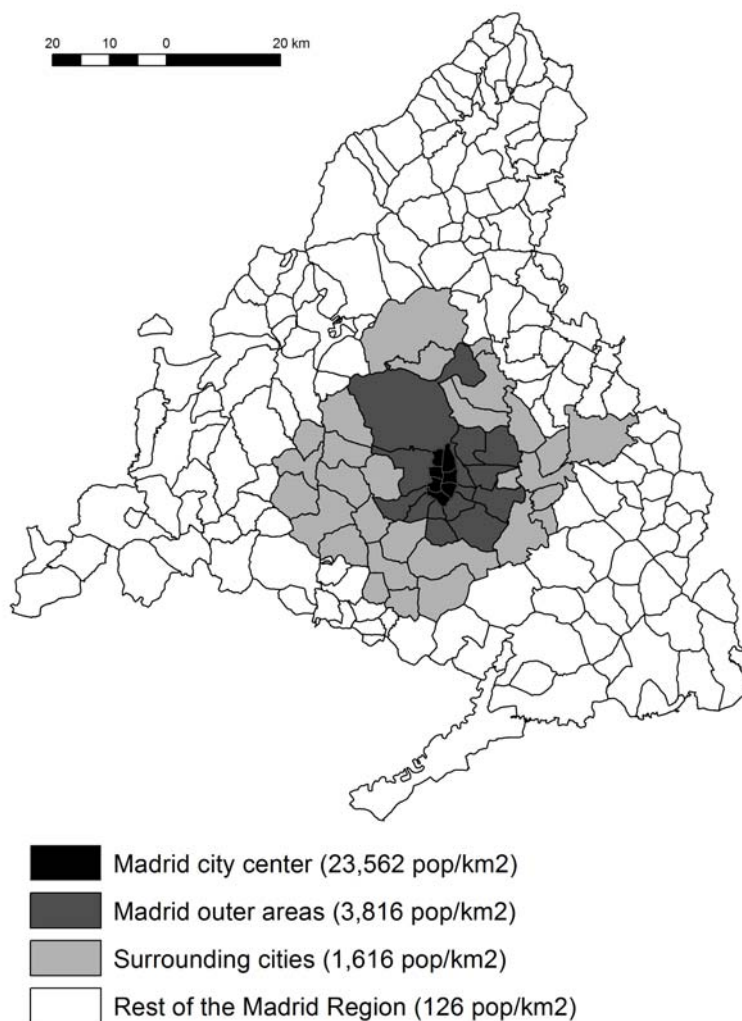 20 10 0 20 km
Madrid city center (23,562 pop/km2)
Madrid outer areas (3,816 pop/km2)
Surrounding cities (1,616 pop/km2)
Rest of the Madrid Region (126 pop/km2)